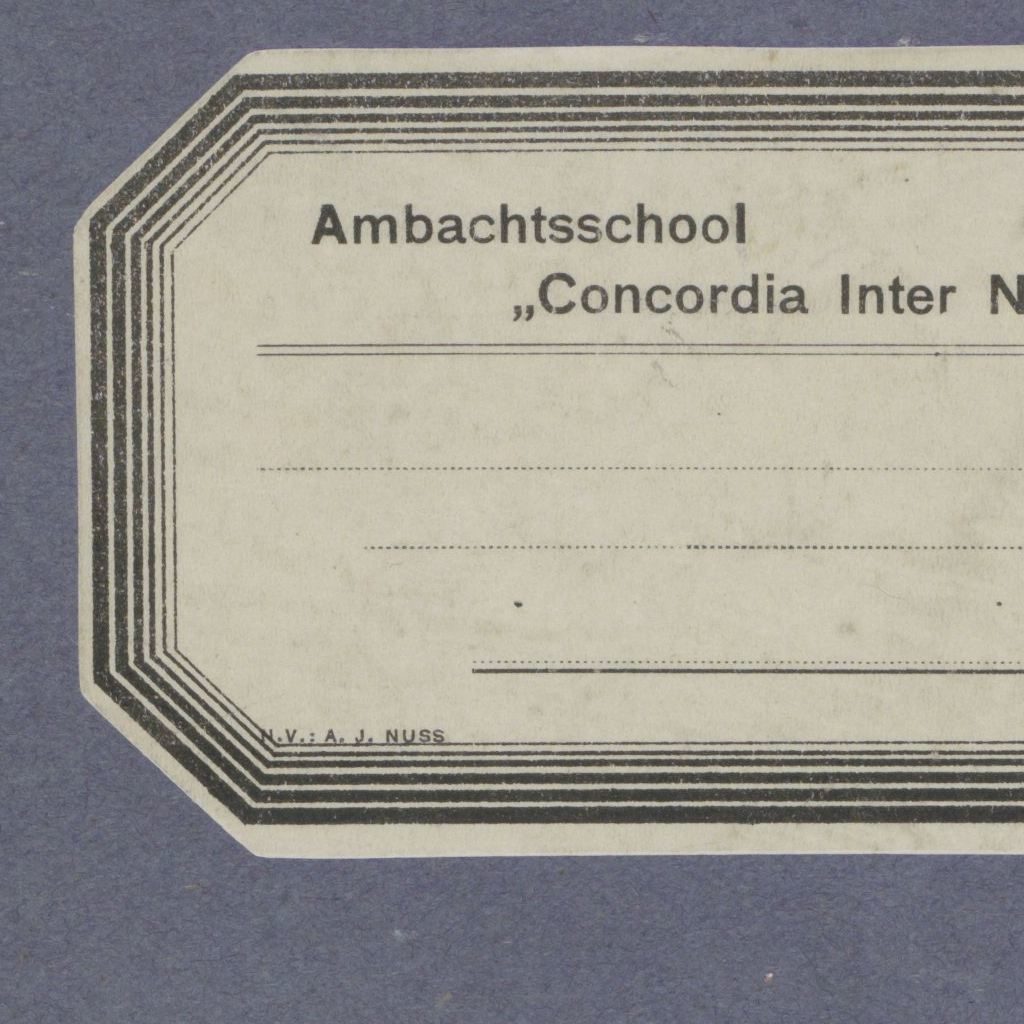 Ambachtsschool
„Concordia Inter N
N.V.: A. J. NUSS